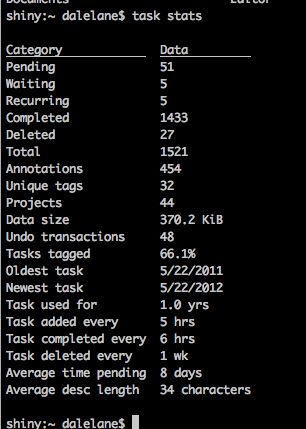 Documents Editor
shiny:~ dalelane$ task stats
Category Data
Pending 51
Waiting 5
Recurring 5
Completed 1433
Deleted 27
Total 1521
Annotations 454
Unique tags 32
Projects 44
Data size 370.2 KiB
Undo transactions 48
Tasks tagged 66.1%
Oldest task 5/22/2011
Newest task 5/22/2012
Task used for 1.0 yrs
Task added every 5 hrs
Task completed every 6 hrs
Task deleted every 1 wk
Average time pending 8 days
Average desc length 34 characters
shiny:~ dalelane$